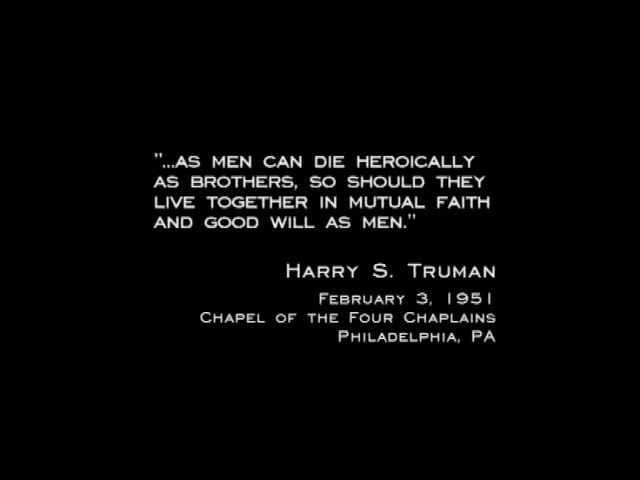 "...AS MEN CAN DIE HEROICALLY
AS BROTHERS, SO SHOULD THEY
LIVE TOGETHER IN MUTUAL FAITH
AND GOOD WILL AS MEN."
HARRY S. TRUMAN
FEBRUARY 3, 1951
CHAPEL OF THE FOUR CHAPLAINS
PHILADELPHIA, PA